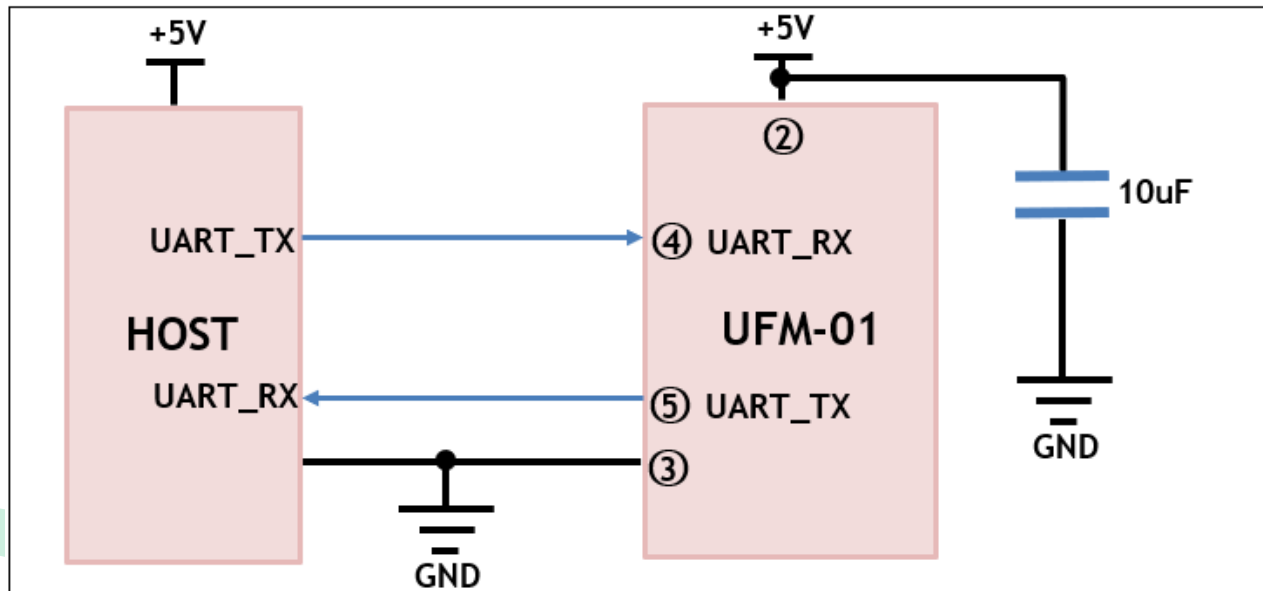 +5V
+5V
②
10uF
UART_TX
④ UART_RX
HOST
UFM-01
UART_RX
⑤ UART_TX
③
GND
GND